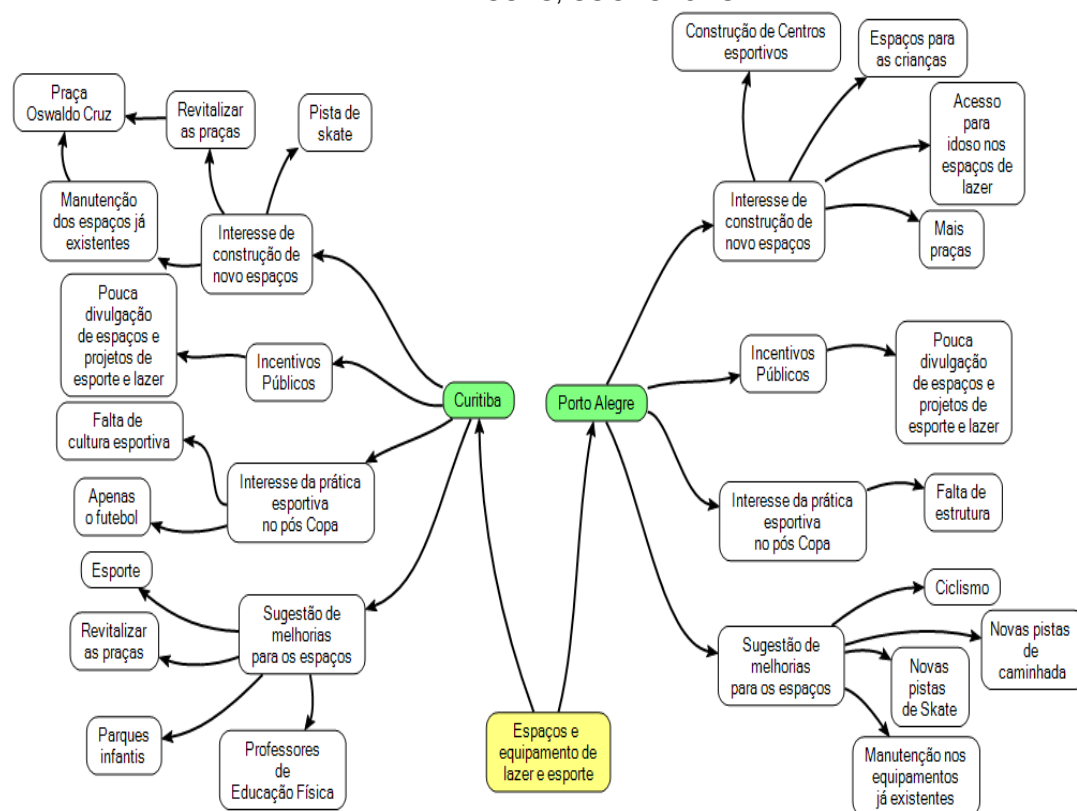 Construção de Centros
esportivos
Espaços para
as crianças
Praça
Oswaldo Cruz
Revitalizar
as praças
Pista de
skate
Acesso
para
idoso nos
espaços de
lazer
Manutenção
dos espaços já
existentes
Interesse de
construção de
novo espaços
Interesse de
construção de
novo espaços
Mais
praças
Pouca
divulgação
de espaços e
projetos de
esporte e lazer
Incentivos
Públicos
Incentivos
Públicos
Pouca
divulgação
de espaços e
projetos de
esporte e lazer
Curitiba
Porto Alegre
Falta de
cultura esportiva
Apenas
o futebol
Interesse da prática
esportiva
no pós Copa
Interesse da prática
esportiva
no pós Copa
Falta de
estrutura
Esporte
Revitalizar
as praças
Sugestão de
melhorias
para os espaços
Sugestão de
melhorias
para os espaços
Ciclismo
Novas pistas
de
caminhada
Novas
pistas
de Skate
Parques
infantis
Professores
de
Educação Física
Espaços e
equipamento de
lazer e esporte
Manutenção nos
equipamentos
já existentes